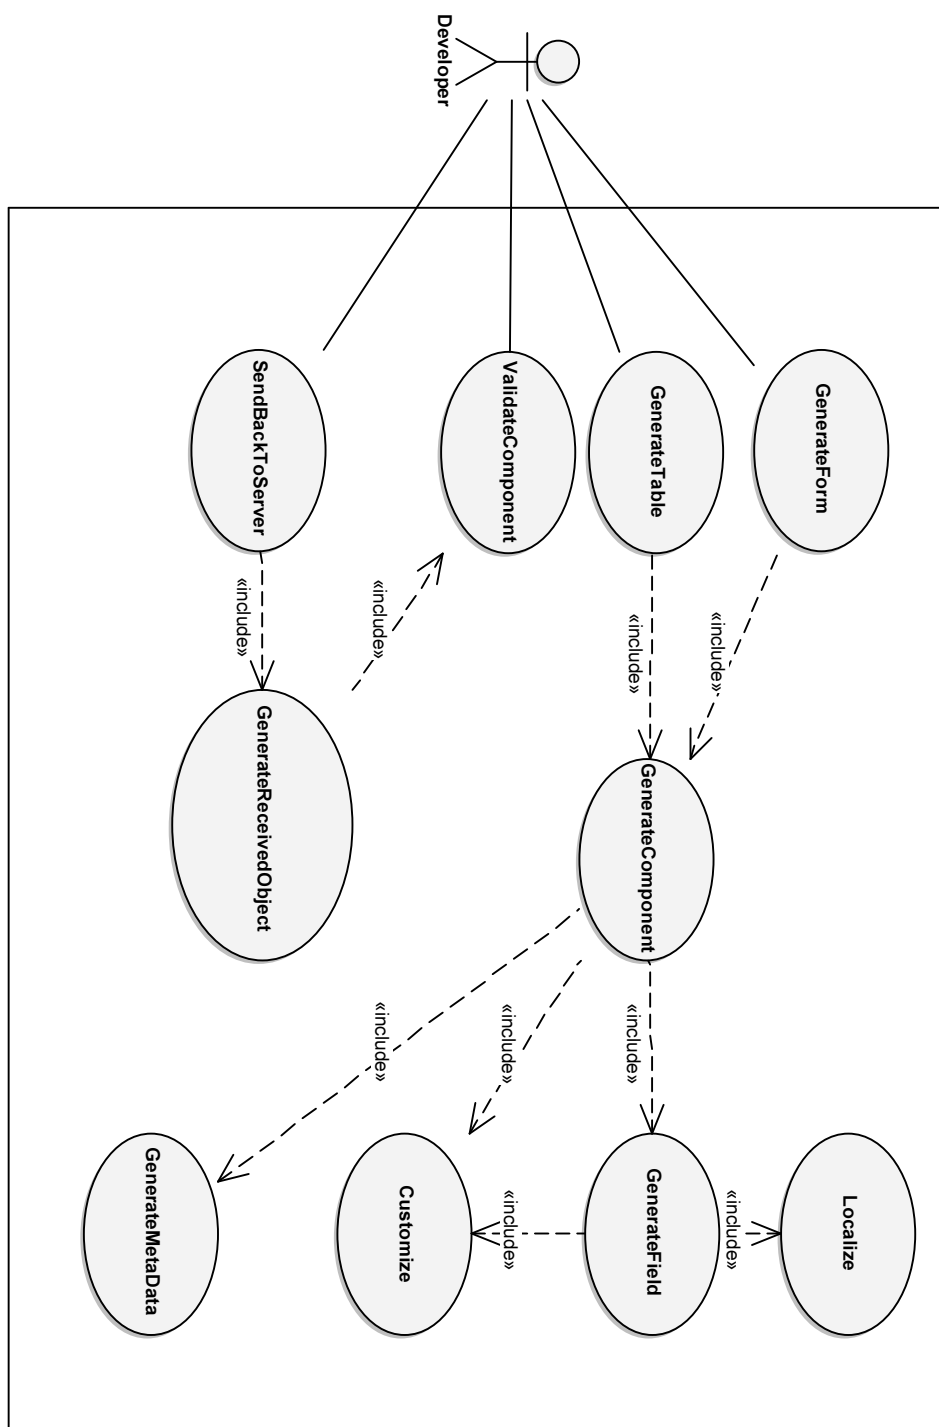 Developer
GenerateForm
GenerateTable
ValidateComponent
SendBackToServer
«include»
«include»
«include»
«include»
GenerateComponent
GenerateReceivedObject
«include»
«include»
«include»
Localize
«include»
GenerateField
«include»
Customize
GenerateMetaData